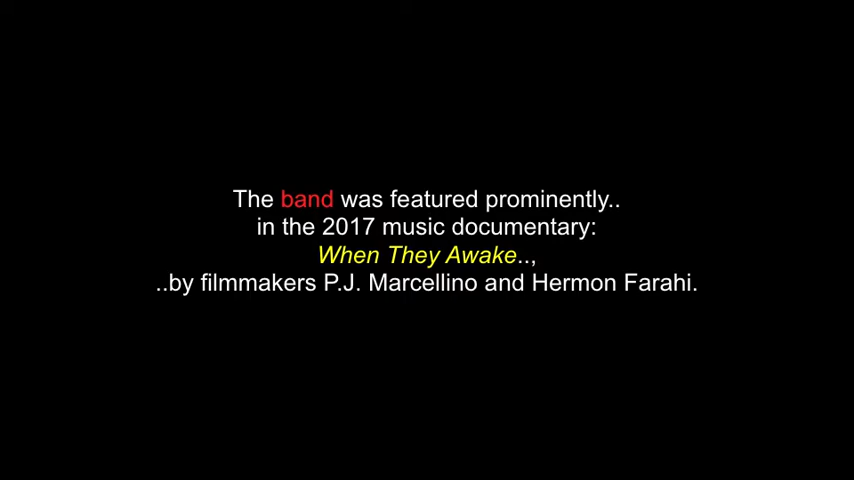 The band was featured prominently..
in the 2017 music documentary:
When They Awake..,
..by filmmakers P.J. Marcellino and Hermon Farahi.